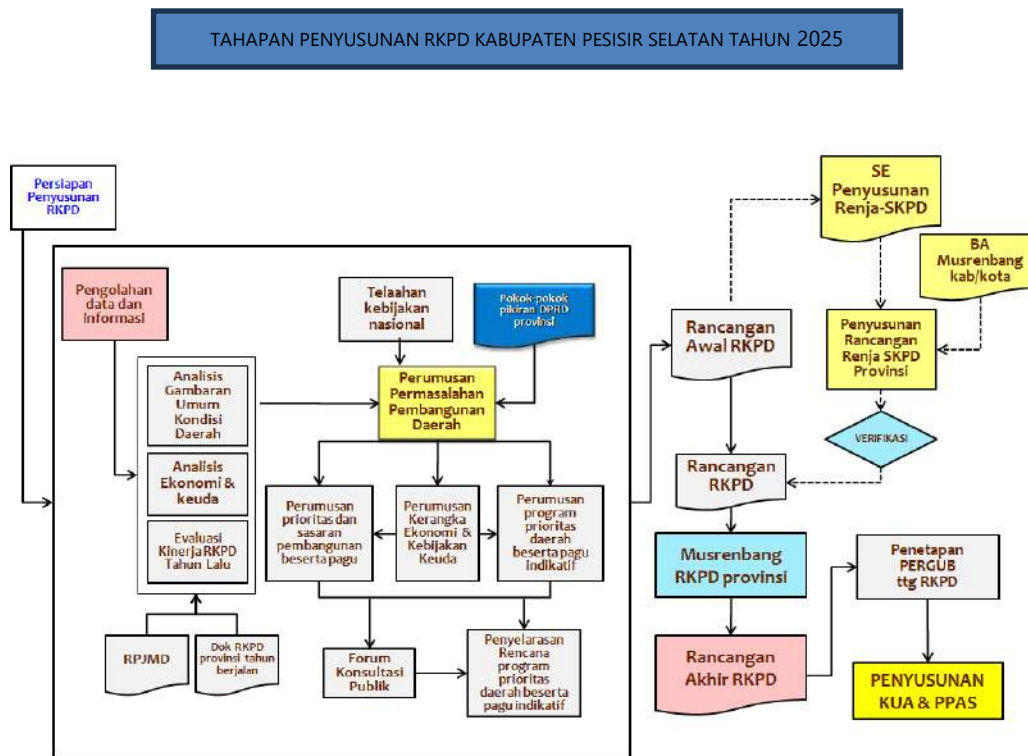 TAHAPAN PENYUSUNAN RKPD KABUPATEN PESISIR SELATAN TAHUN 2025
Persiapan
Penyusunan
RKPD
Pengolahan
data dan
informasi
Analisis
Gambaran
Umum
Kondisi
Daerah
Analisis
Ekonomi &
keuda
Evaluasi
Kinerja RKPD
Tahun Lalu
RPJMD
Dok RKPD
provinsi tahun
berjalan
Telaahan
kebijakan
nasional
Pokok-pokok
pikiran DPRD
provinsi
Perumusan
Permasalahan
Pembangunan
Daerah
Perumusan
prioritas dan
sasaran
pembangunan
beserta pagu
Perumusan
Kerangka
Ekonomi &
Kebijakan
Keuda
Perumusan
program
prioritas
daerah
beserta pagu
indikatif
Forum
Konsultasi
Publik
Penyelarasan
Rencana
program
prioritas
daerah beserta
pagu indikatif
Rancangan
Awal RKPD
SE
Penyusunan
Renja-SKPD
BA
Musrenbang
kab/kota
Penyusunan
Rancangan
Renja SKPD
Provinsi
VERIFIKASI
Rancangan
RKPD
Musrenbang
RKPD provinsi
Rancangan
Akhir RKPD
Penetapan
PERGUB
ttg RKPD
PENYUSUNAN
KUA & PPAS